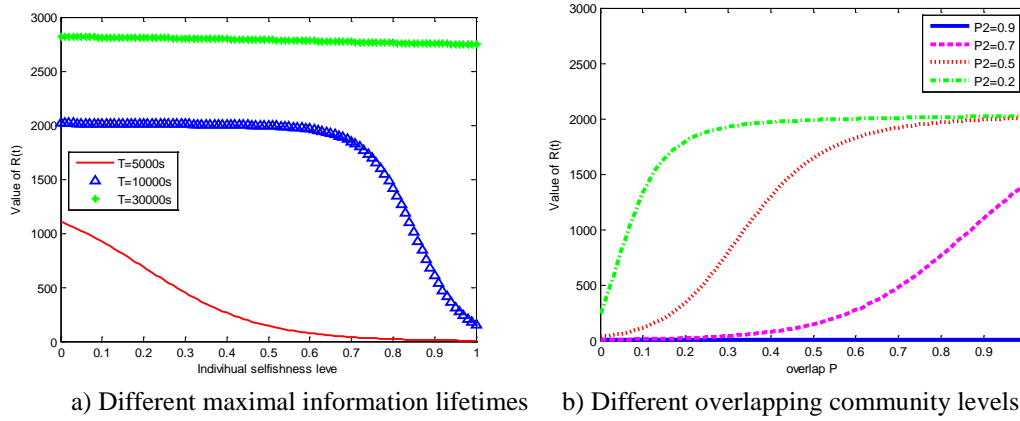 3000
2500
2000
1500
1000
500
0
Value of R(t)
T=5000s
T=10000s
T=30000s
0 0.1 0.2 0.3 0.4 0.5 0.6 0.7 0.8 0.9 1
Indivihual selfishness leve
a) Different maximal information lifetimes
3000
2500
2000
1500
1000
500
0
Value of R(t)
P2=0.9
P2=0.7
P2=0.5
P2=0.2
0 0.1 0.2 0.3 0.4 0.5 0.6 0.7 0.8 0.9
overlap P
b) Different overlapping community levels